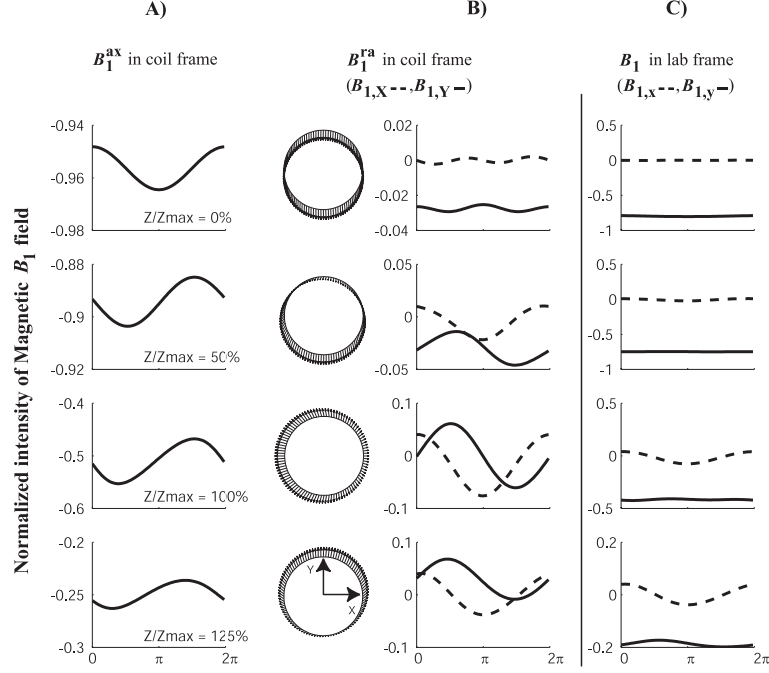 A) B) C)
B₁ᵃˣ in coil frame B₁ʳᵃ in coil frame B₁ in lab frame
(B₁,X - -, B₁,Y —) (B₁,x - -, B₁,y —)
Normalized intensity of Magnetic B₁ field
-0.94 0.02 0.5
-0.96 0 0
-0.02 -0.5
-0.98 -0.04 -1
Z/Zmax = 0%
-0.88 0.05 0.5
-0.9 0 0
-0.5
-0.92 -0.05 -1
Z/Zmax = 50%
-0.4 0.1 0.5
-0.5 0 0
-0.6 -0.1 -0.5
Z/Zmax = 100%
-0.2 0.1 0.2
-0.25 0 0
-0.3 -0.1 -0.2
Z/Zmax = 125%
Y
X
0 π 2π 0 π 2π 0 π 2π